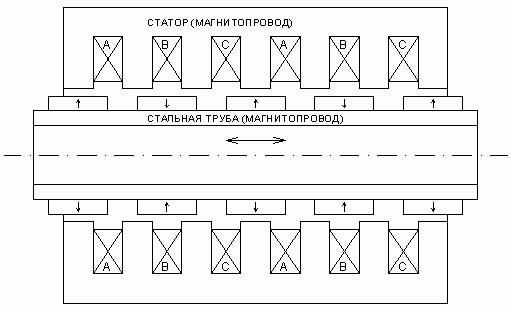 СТАТОР (МАГНИТОПРОВОД)
A B C A B C
СТАЛЬНАЯ ТРУБА (МАГНИТОПРОВОД)
A B C A B C